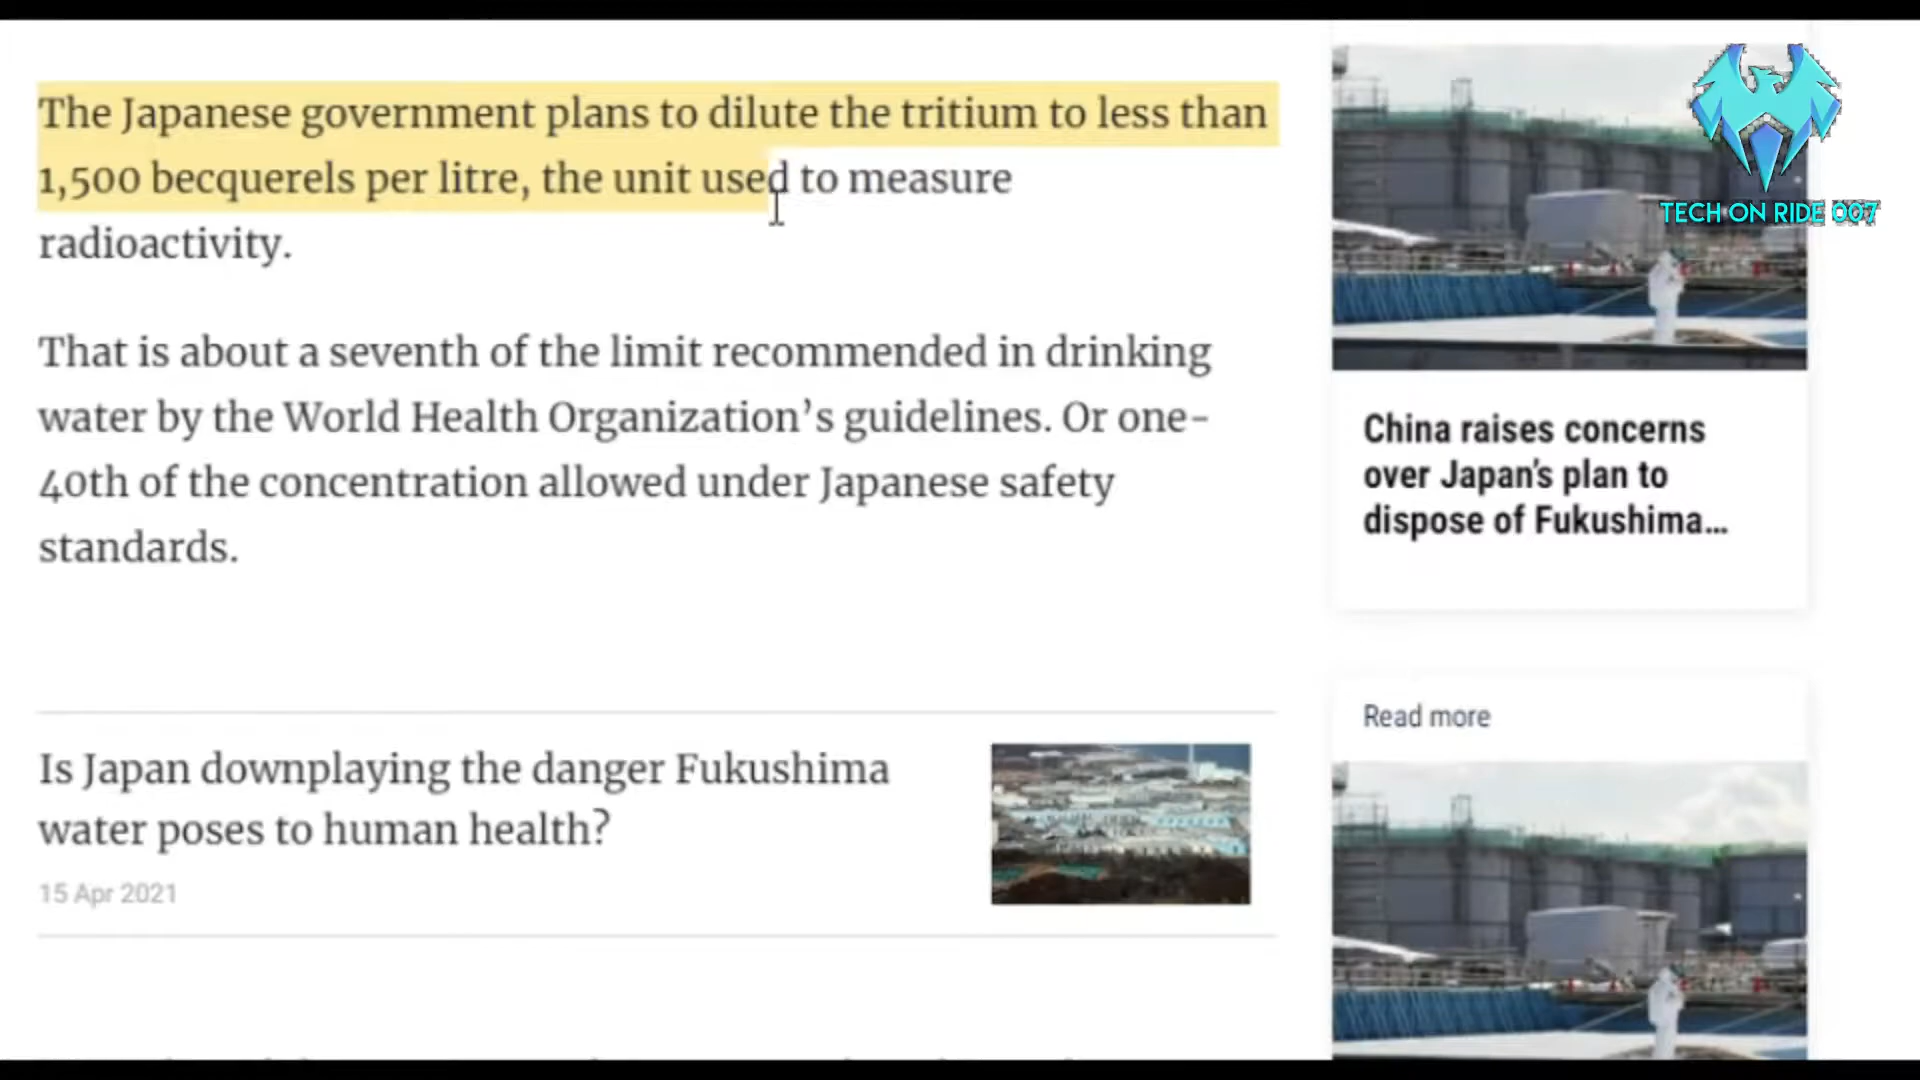 The Japanese government plans to dilute the tritium to less than
1,500 becquerels per litre, the unit used to measure
radioactivity.
That is about a seventh of the limit recommended in drinking
water by the World Health Organization’s guidelines. Or one-
40th of the concentration allowed under Japanese safety
standards.
Is Japan downplaying the danger Fukushima
water poses to human health?
15 Apr 2021
TECH ON RIDE 007
China raises concerns
over Japan’s plan to
dispose of Fukushima...
Read more